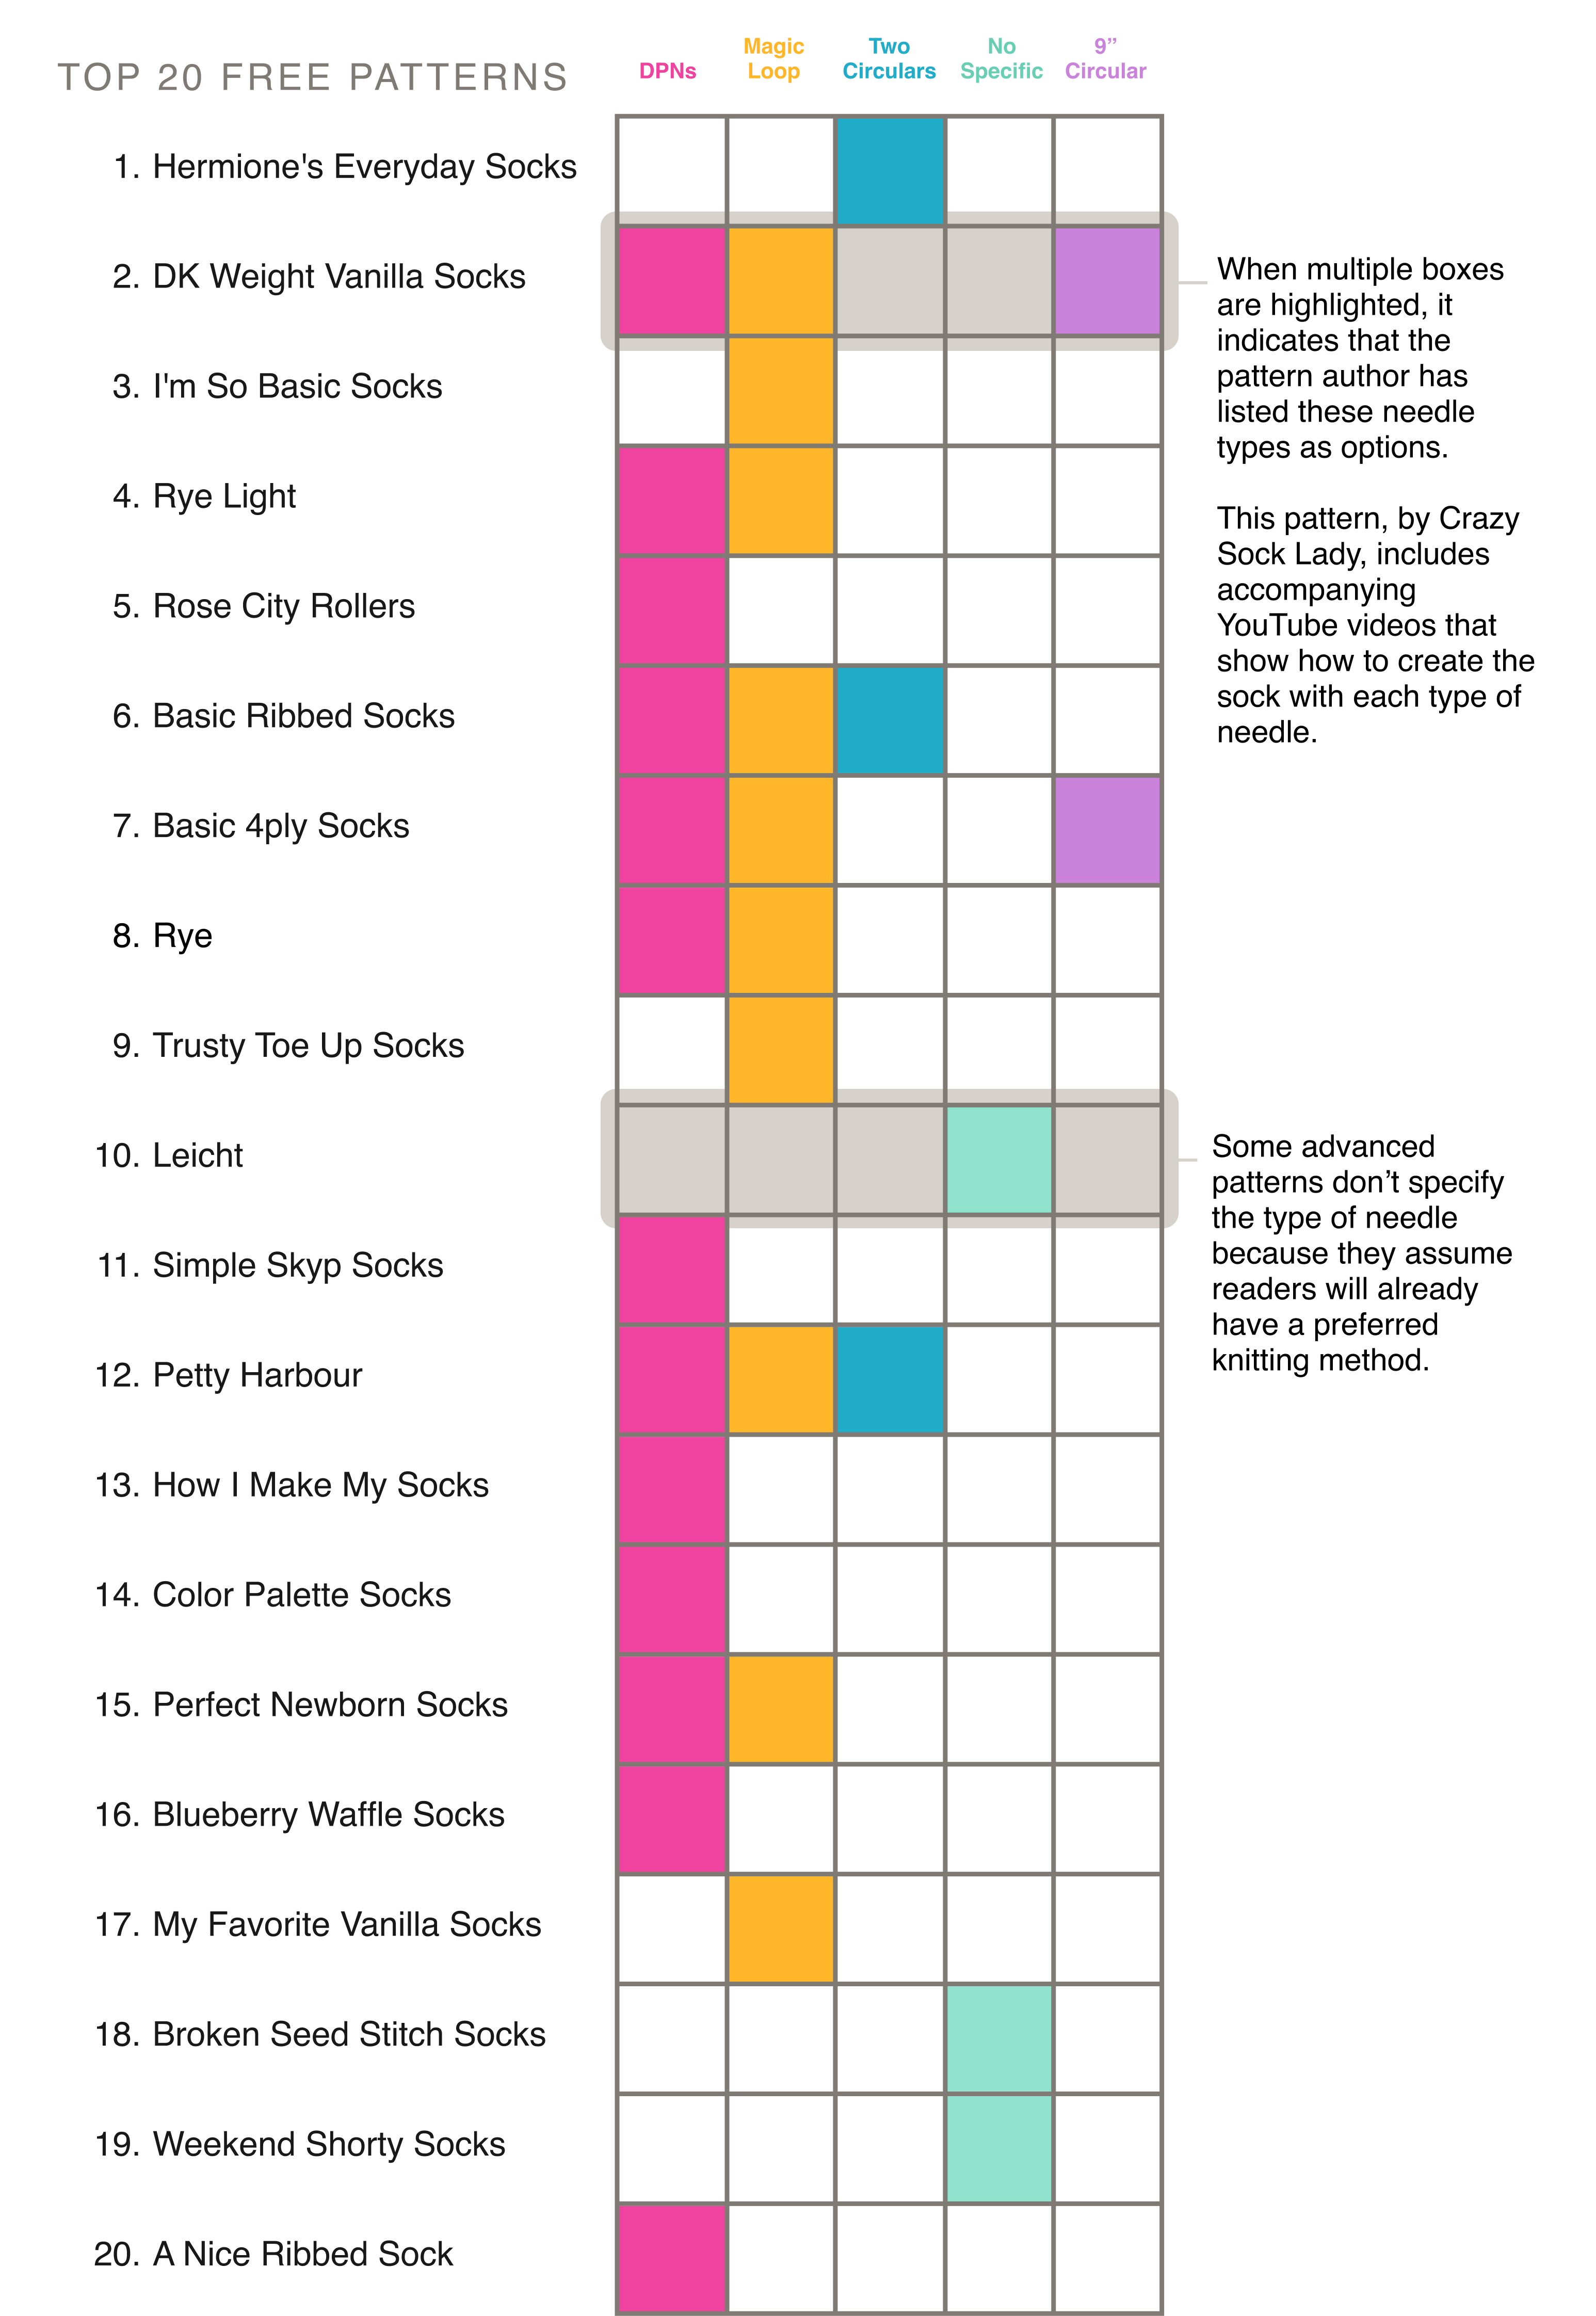 TOP 20 FREE PATTERNS
DPNs
Magic
Loop
Two
Circulars
No
Specific
9”
Circular
1. Hermione's Everyday Socks
2. DK Weight Vanilla Socks
3. I'm So Basic Socks
4. Rye Light
5. Rose City Rollers
6. Basic Ribbed Socks
7. Basic 4ply Socks
8. Rye
9. Trusty Toe Up Socks
10. Leicht
11. Simple Skyp Socks
12. Petty Harbour
13. How I Make My Socks
14. Color Palette Socks
15. Perfect Newborn Socks
16. Blueberry Waffle Socks
17. My Favorite Vanilla Socks
18. Broken Seed Stitch Socks
19. Weekend Shorty Socks
20. A Nice Ribbed Sock
When multiple boxes
are highlighted, it
indicates that the
pattern author has
listed these needle
types as options.
This pattern, by Crazy
Sock Lady, includes
accompanying
YouTube videos that
show how to create the
sock with each type of
needle.
Some advanced
patterns don’t specify
the type of needle
because they assume
readers will already
have a preferred
knitting method.